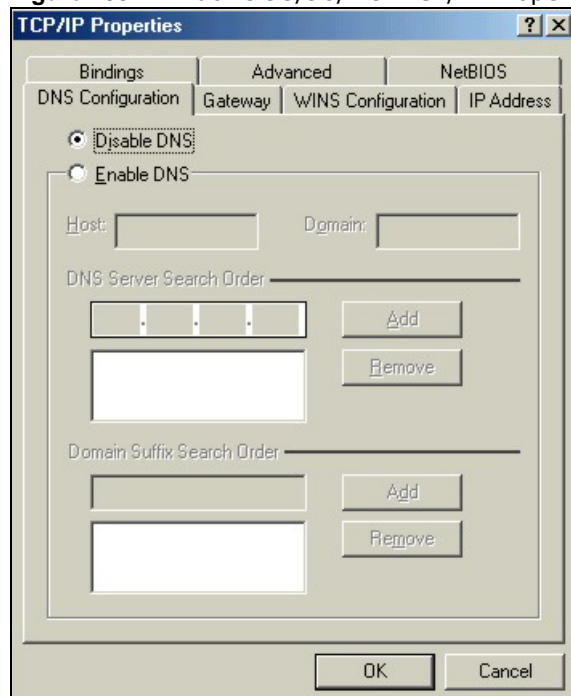 TCP/IP Properties
? ×
Bindings Advanced NetBIOS
DNS Configuration Gateway WINS Configuration IP Address
Disable DNS
Enable DNS
Host: Domain:
DNS Server Search Order
. . .
Add
Remove
Domain Suffix Search Order
Add
Remove
OK Cancel